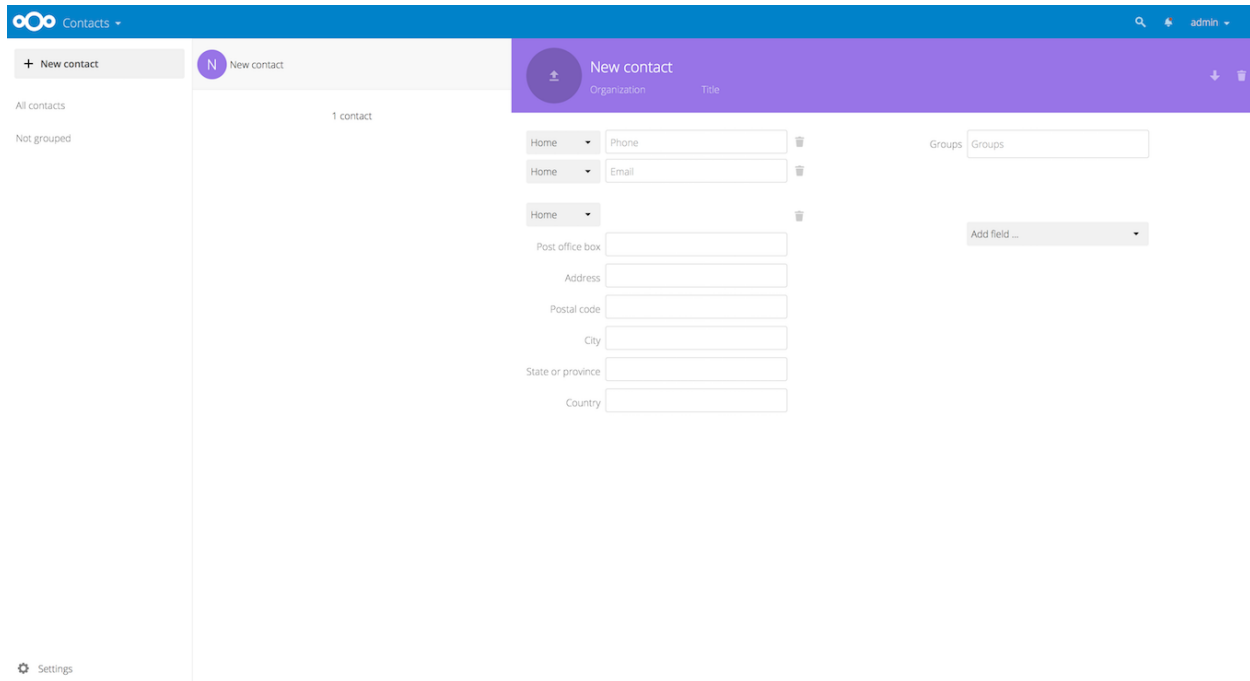 Contacts
admin
+ New contact
All contacts
Not grouped
Settings
N New contact
1 contact
New contact
Organization Title
Home Phone
Home Email
Home
Post office box
Address
Postal code
City
State or province
Country
Groups Groups
Add field ...